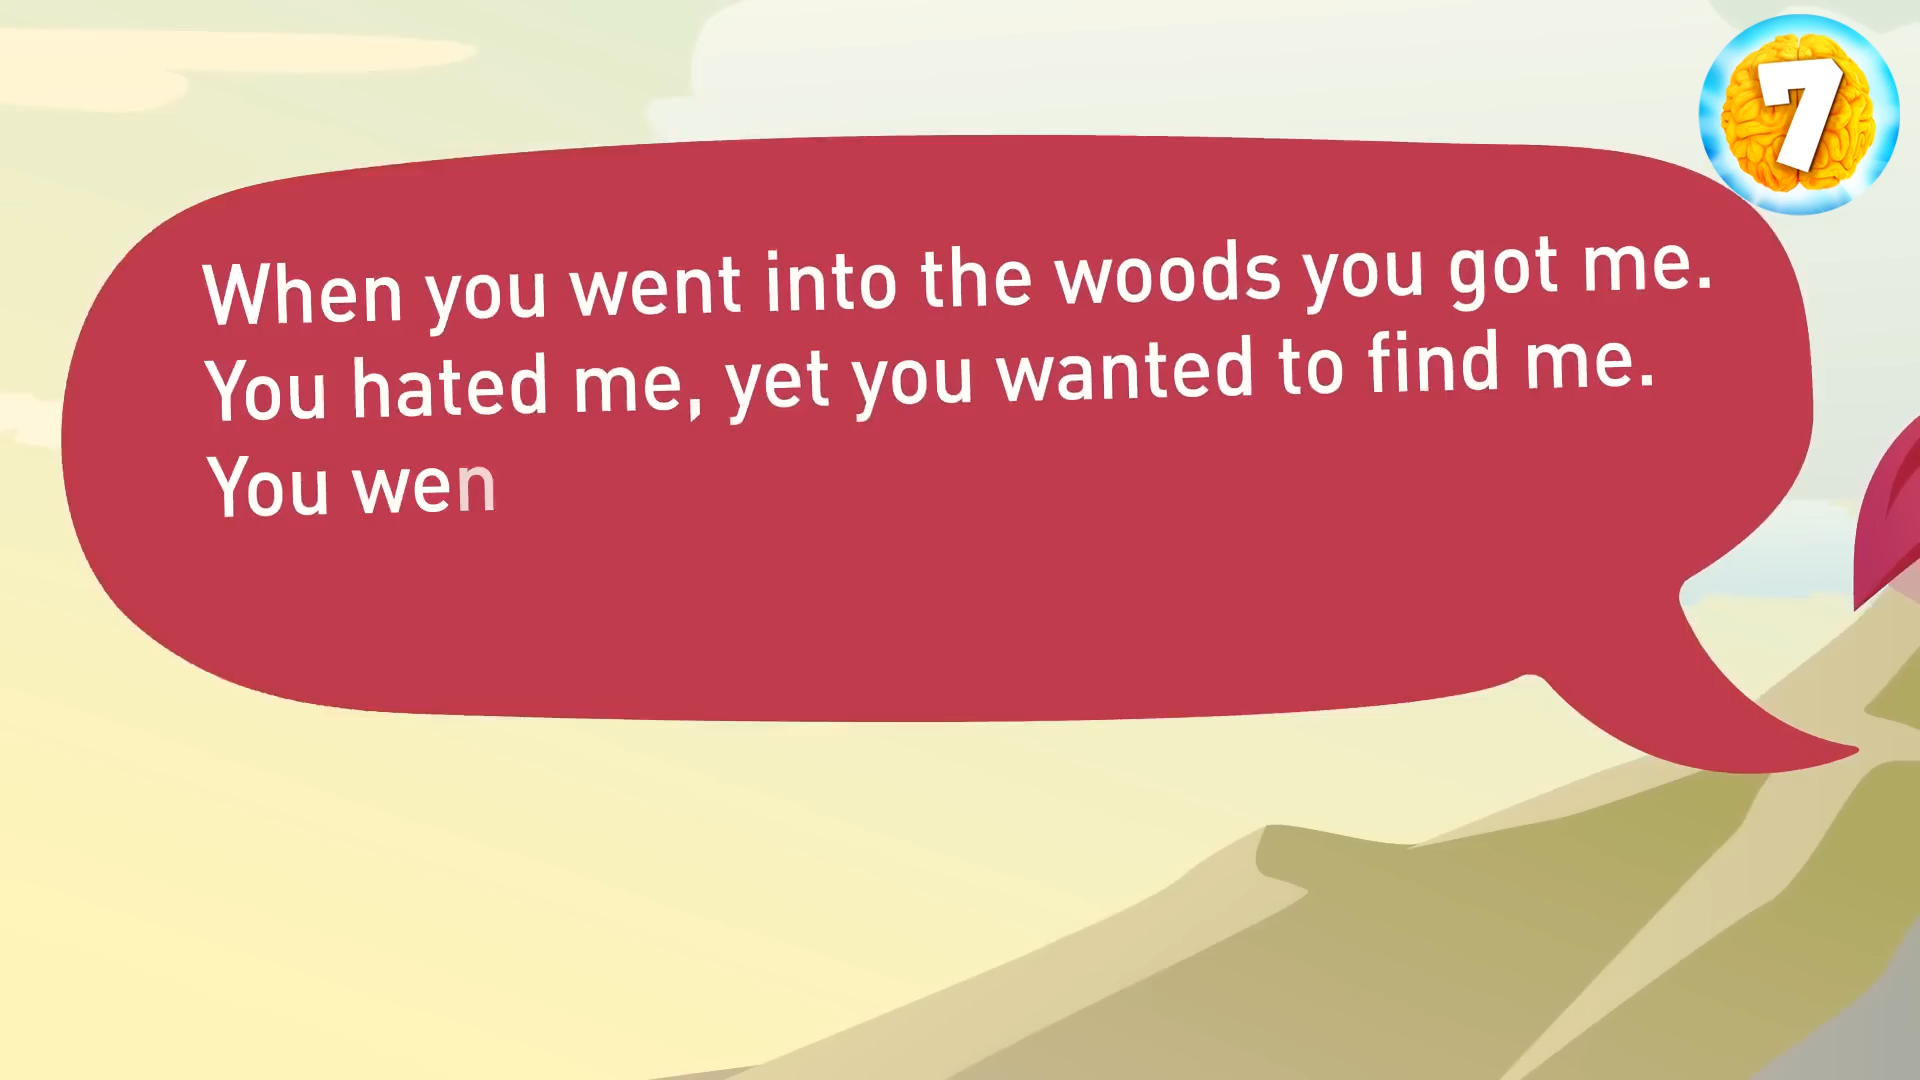 7
When you went into the woods you got me.
You hated me, yet you wanted to find me.
You wen